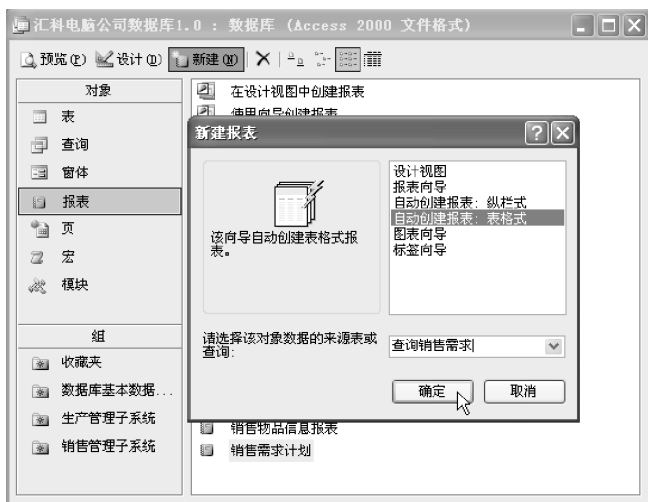 汇科电脑公司数据库1.0 : 数据库 (Access 2000 文件格式)
预览(P) 设计(D) 新建(N)
对象
表
查询
窗体
报表
页
宏
模块
组
收藏夹
数据库基本数据...
生产管理子系统
销售管理子系统
在设计视图中创建报表
使用向导创建报表
新建报表
该向导自动创建表格式报
表。
设计视图
报表向导
自动创建报表: 纵栏式
自动创建报表: 表格式
图表向导
标签向导
请选择该对象数据的来源表或
查询:
查询销售需求
确定
取消
销售物品信息报表
销售需求计划